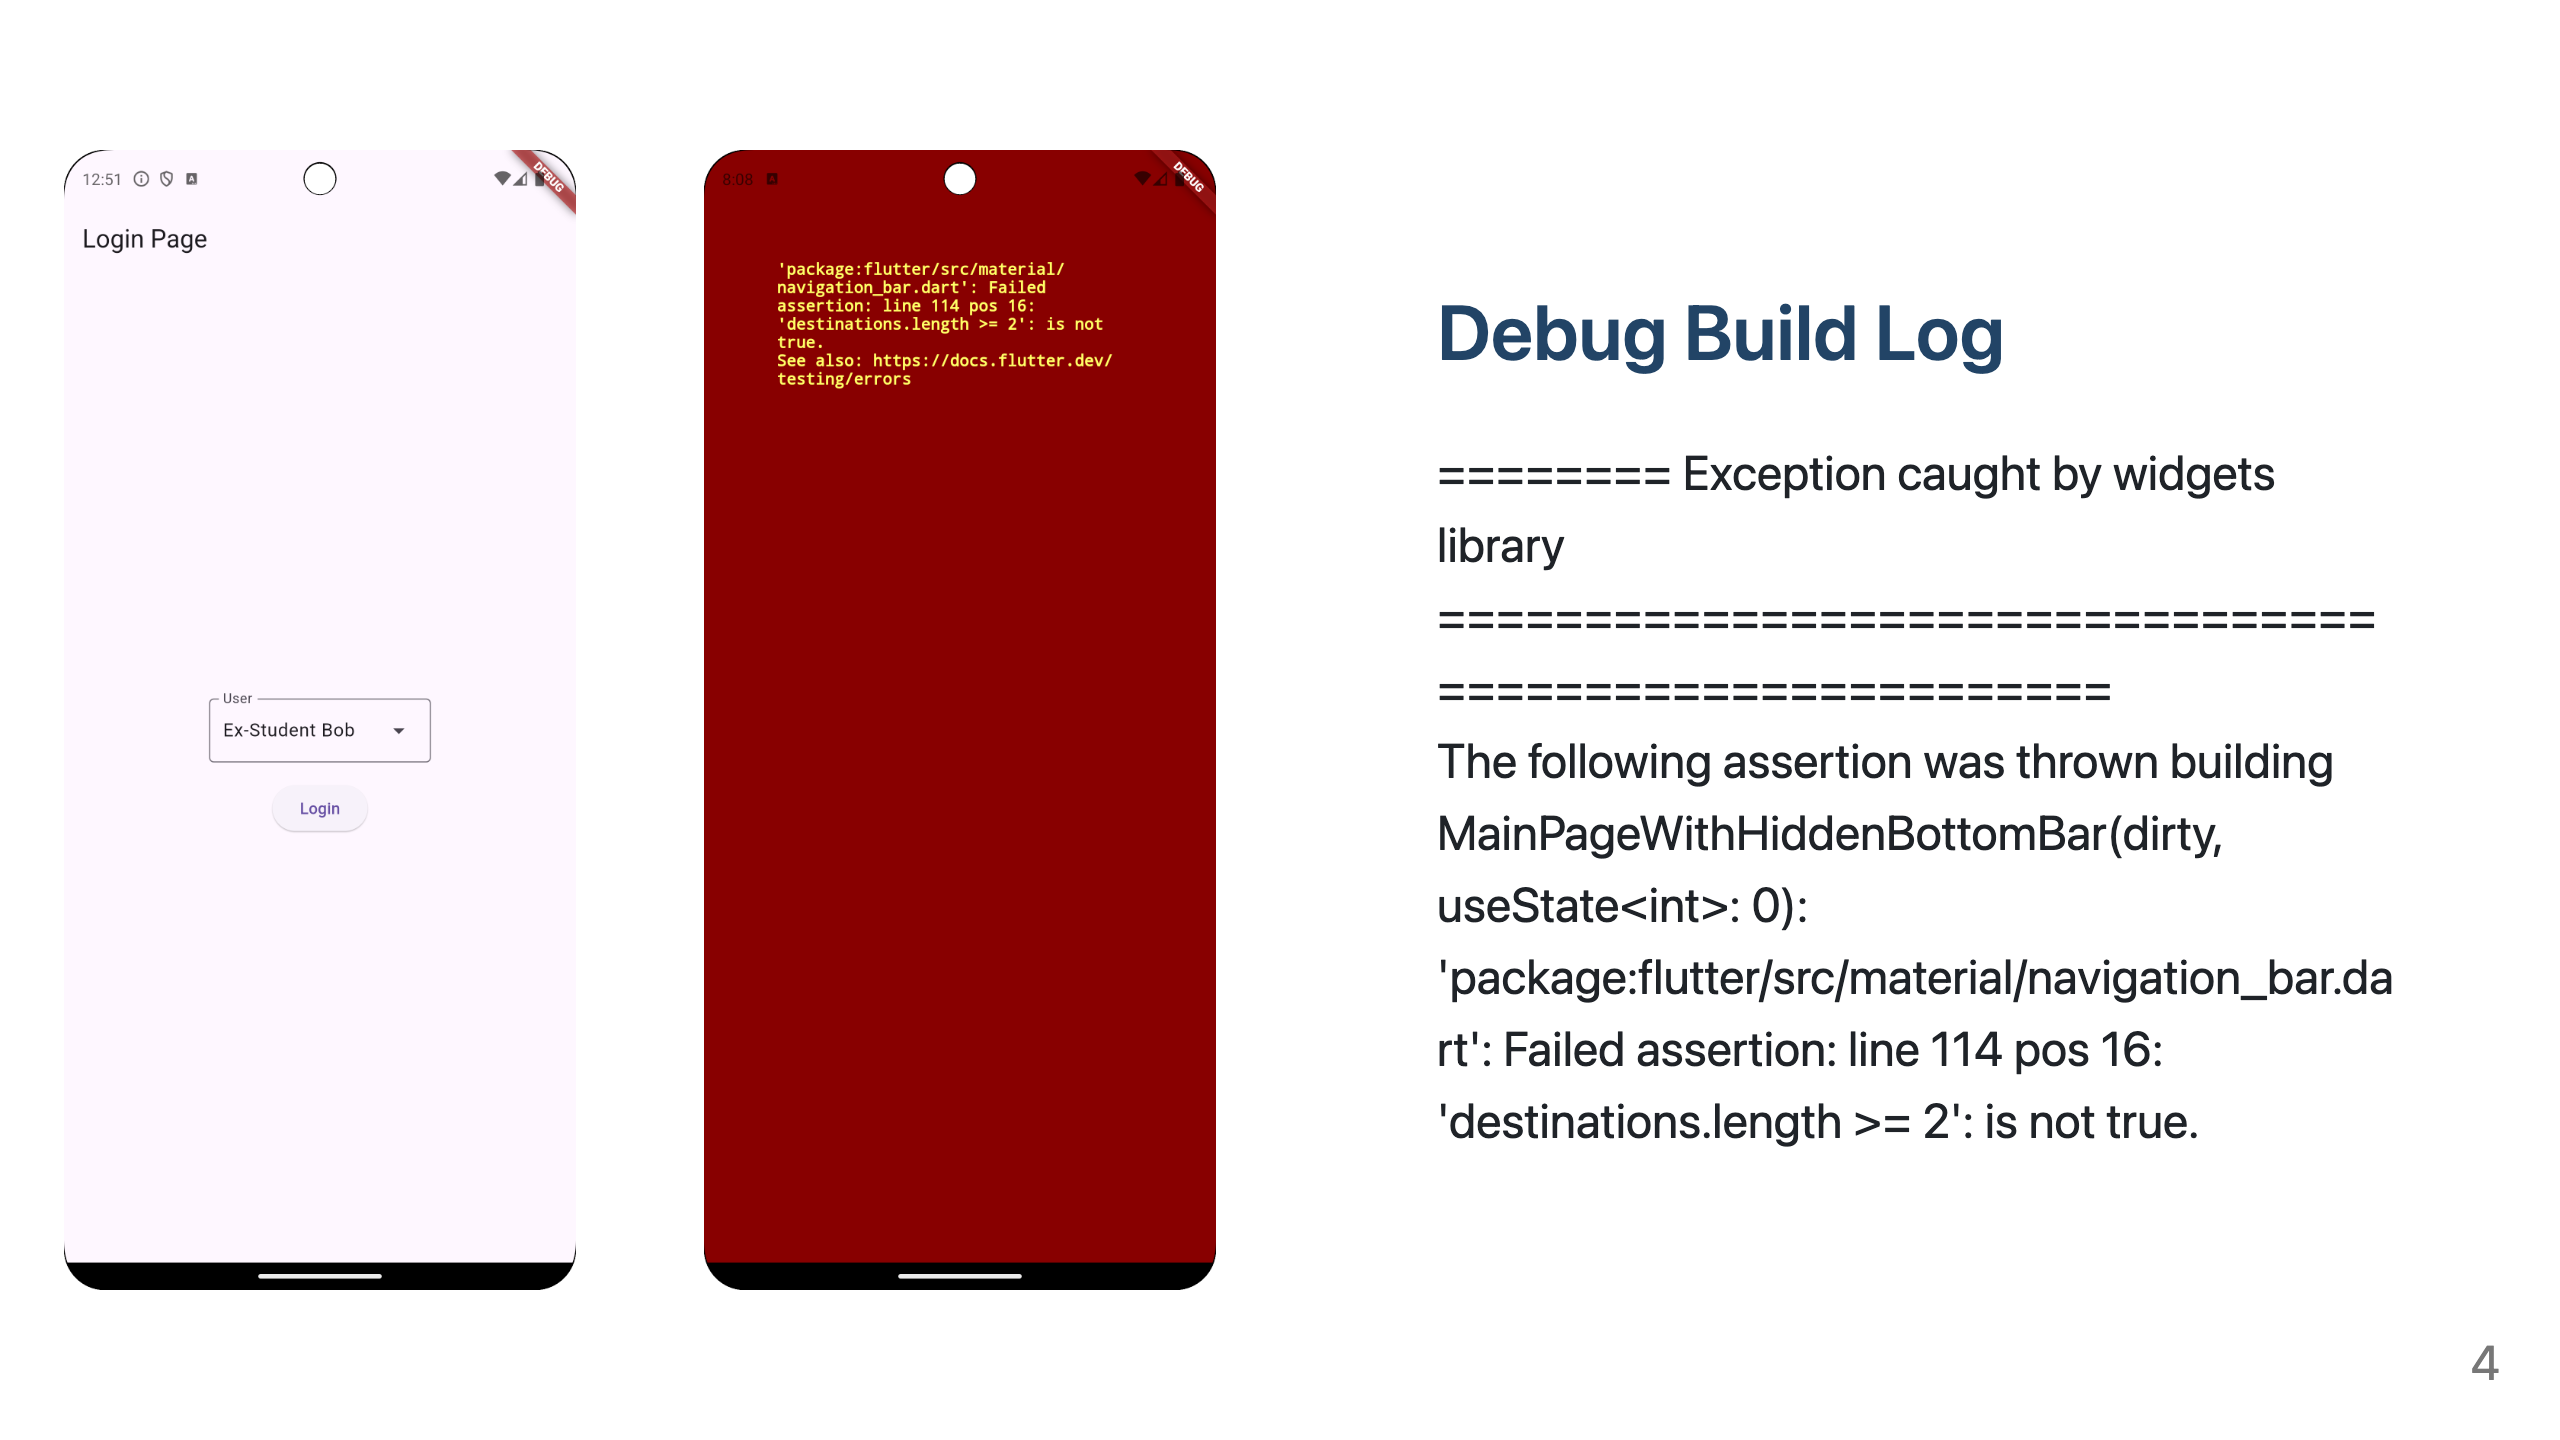 12:51
DEBUG
Login Page
User
Ex-Student Bob
Login
8:08
DEBUG
'package:flutter/src/material/
navigation_bar.dart': Failed
assertion: line 114 pos 16:
'destinations.length >= 2': is not
true.
See also: https://docs.flutter.dev/
testing/errors
Debug Build Log
======== Exception caught by widgets
library
================================
=======================
The following assertion was thrown building
MainPageWithHiddenBottomBar(dirty,
useState<int>: 0):
'package:flutter/src/material/navigation_bar.da
rt': Failed assertion: line 114 pos 16:
'destinations.length >= 2': is not true.
4